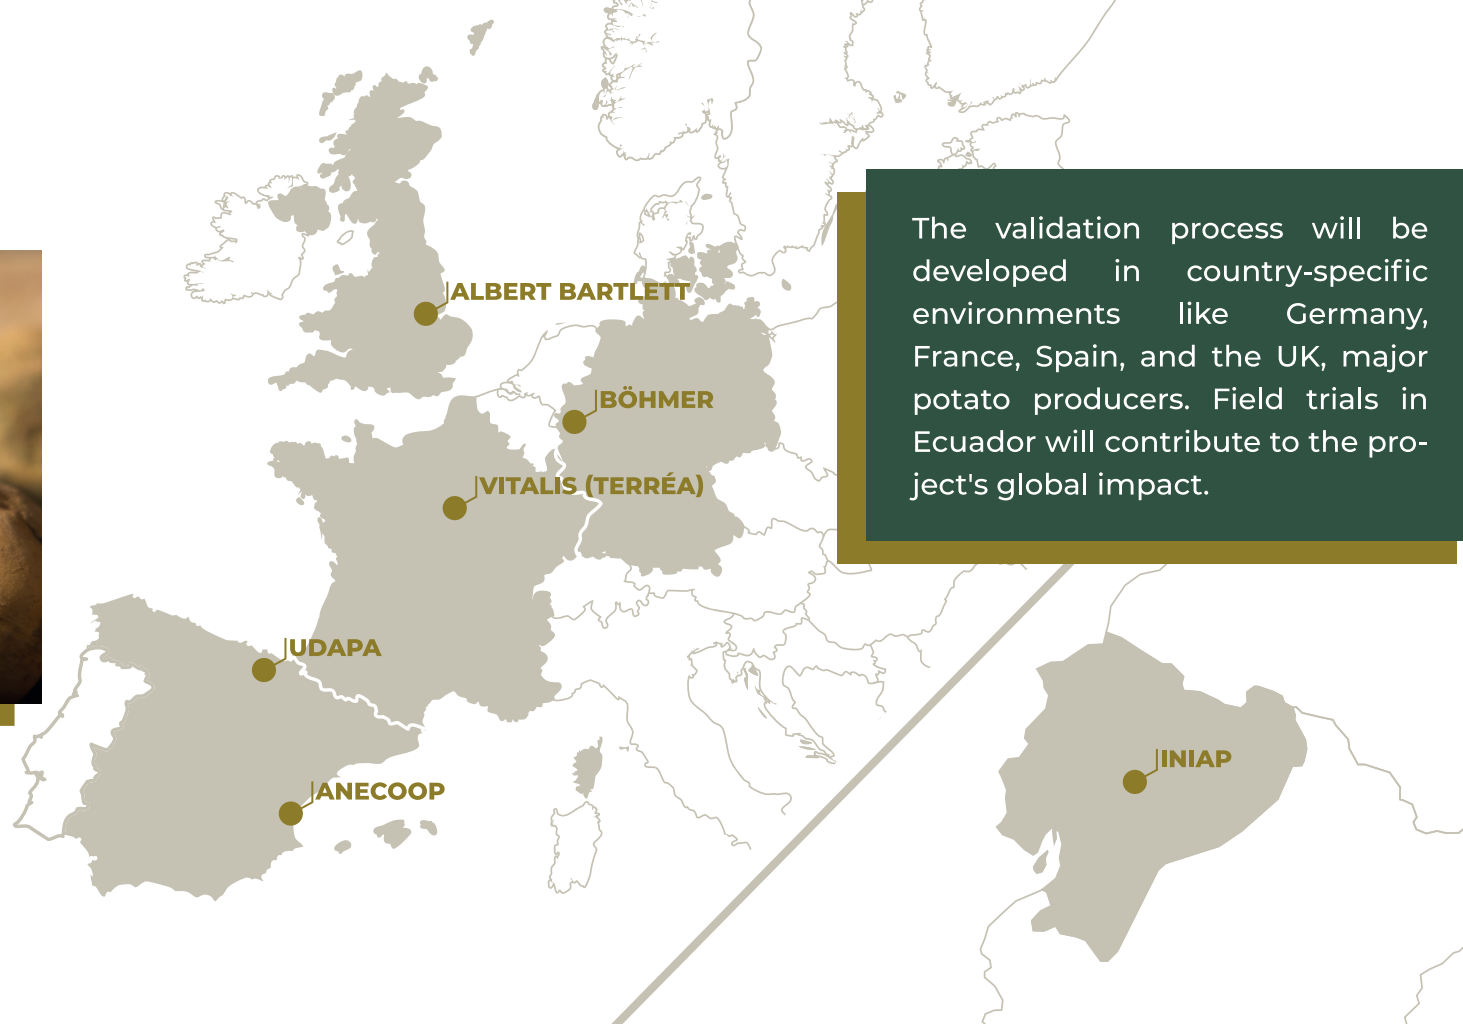 ALBERT BARTLETT
BÖHMER
VITALIS (TERRÉA)
UDAPA
ANECOOP
The validation process will be
developed in country-specific
environments like Germany,
France, Spain, and the UK, major
potato producers. Field trials in
Ecuador will contribute to the pro-
ject's global impact.
INIAP